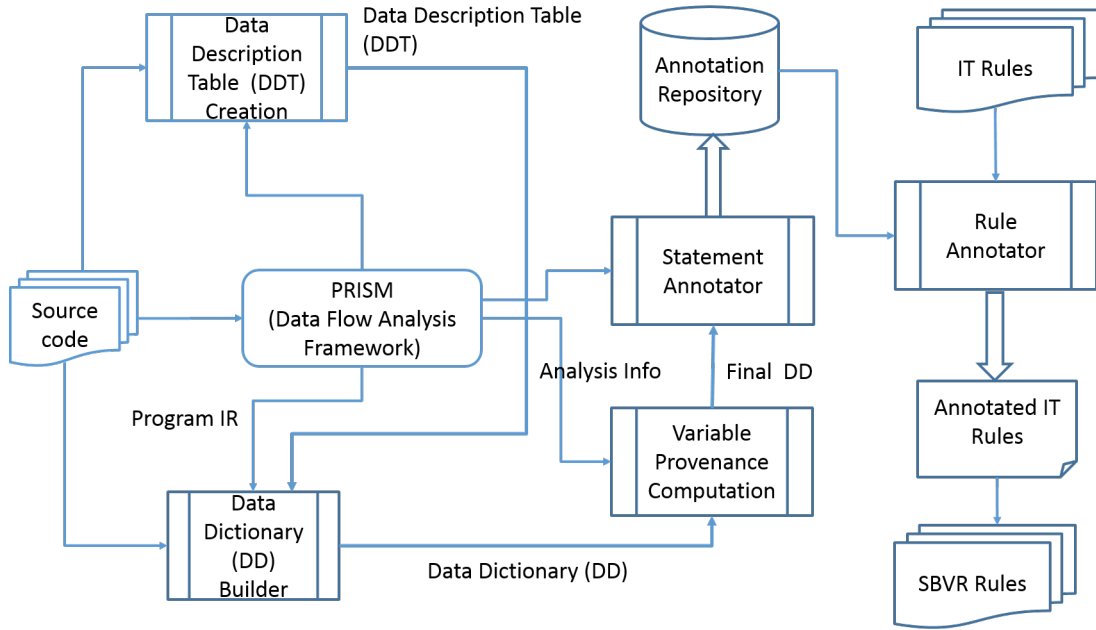 Data
Description
Table (DDT)
Creation
Data Description Table
(DDT)
Annotation
Repository
IT Rules
Rule
Annotator
Statement
Annotator
PRISM
(Data Flow Analysis
Framework)
Source
code
Analysis Info
Final DD
Program IR
Annotated IT
Rules
Variable
Provenance
Computation
Data
Dictionary
(DD)
Builder
Data Dictionary (DD)
SBVR Rules